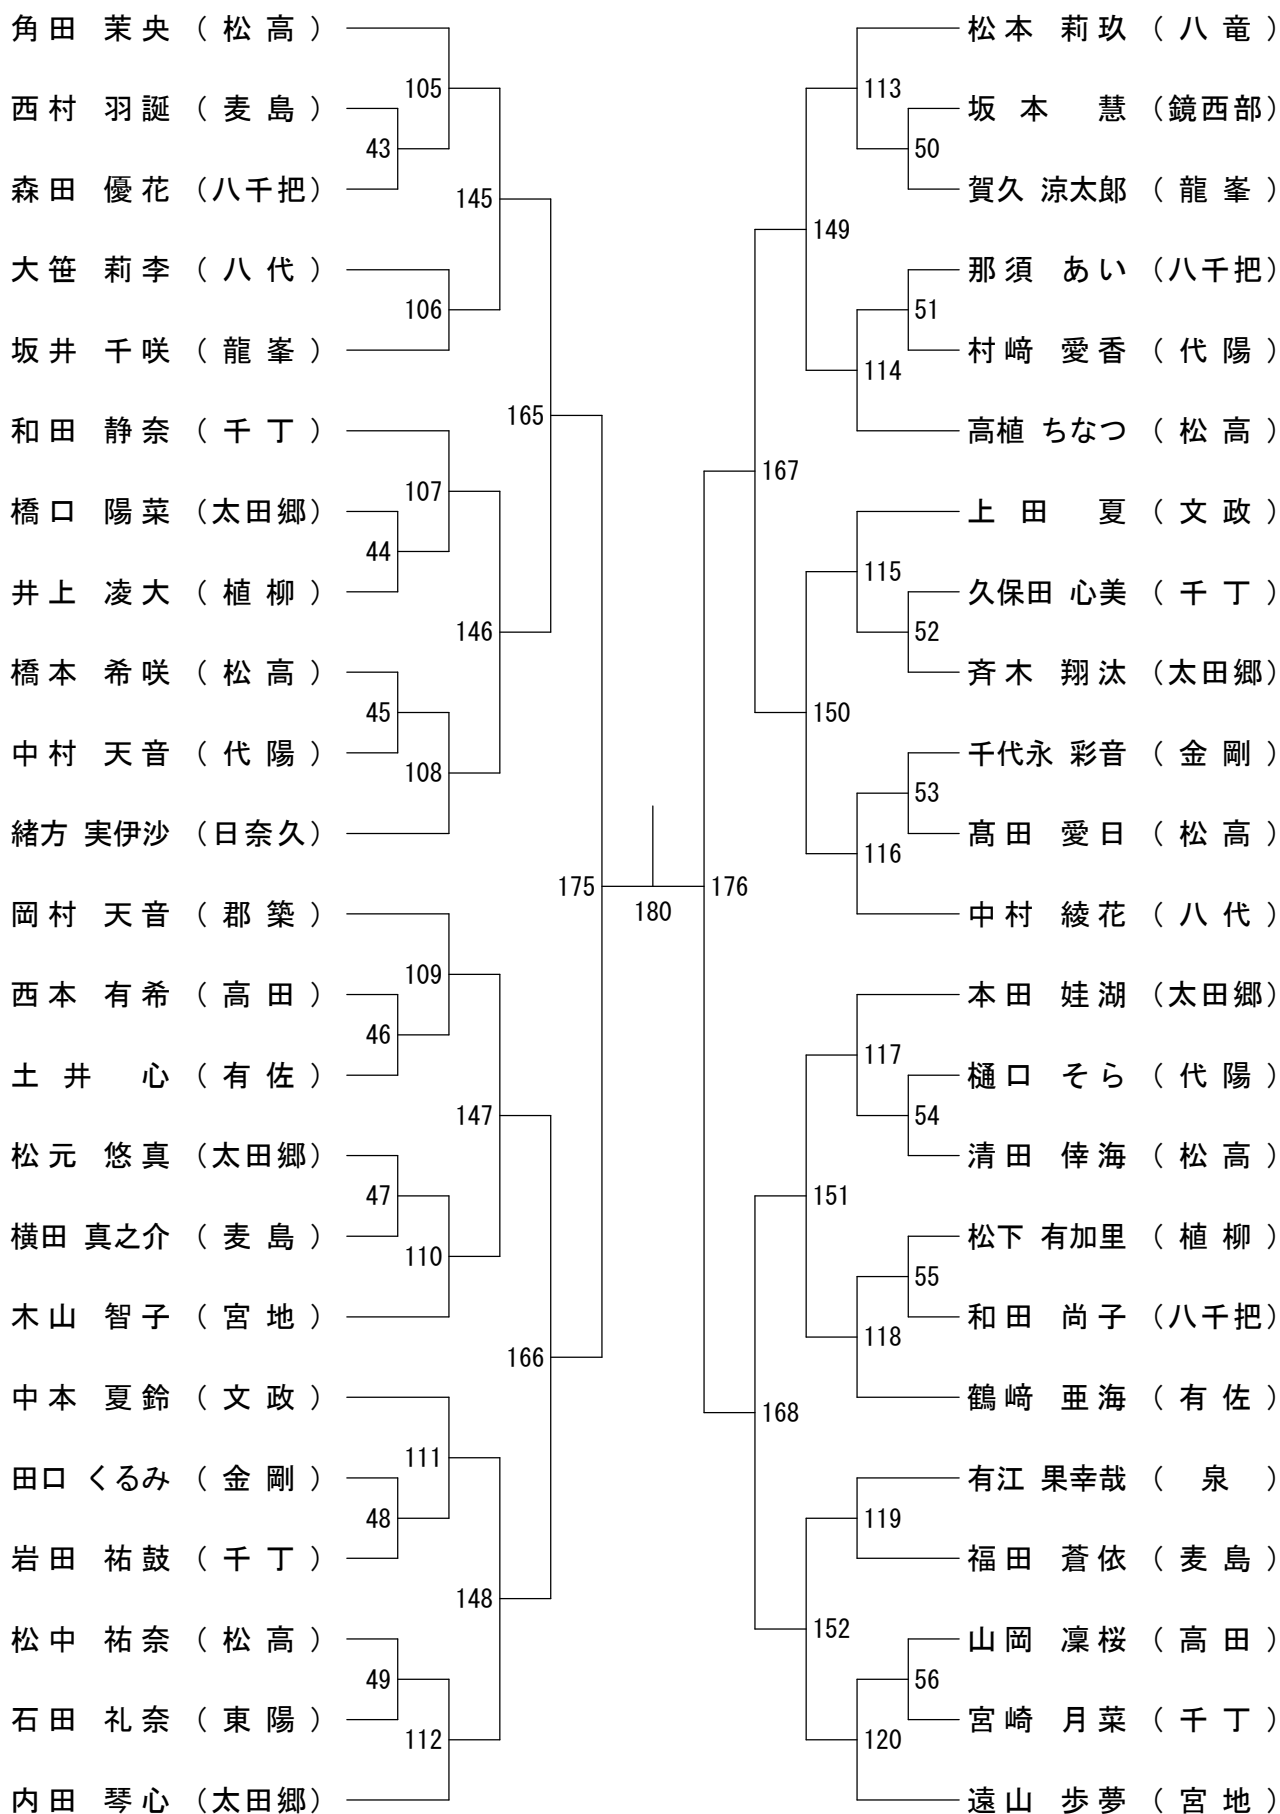 角田 茉央 （ 松 高 ）
105
西村 羽誕 （ 麦 島 ）
43
森田 優花 （八千把）
145
大笹 莉李 （ 八 代 ）
106
坂井 千咲 （ 龍 峯 ）
165
和田 静奈 （ 千 丁 ）
107
橋口 陽菜 （太田郷）
44
井上 凌大 （ 植 柳 ）
146
橋本 希咲 （ 松 高 ）
45
中村 天音 （ 代 陽 ）
108
緒方 実伊沙 （日奈久）
175
岡村 天音 （ 郡 築 ）
109
西本 有希 （ 高 田 ）
46
土井 心 （ 有 佐 ）
147
松元 悠真 （太田郷）
47
横田 真之介 （ 麦 島 ）
110
木山 智子 （ 宮 地 ）
166
中本 夏鈴 （ 文 政 ）
111
田口 くるみ （ 金 剛 ）
48
岩田 祐鼓 （ 千 丁 ）
148
松中 祐奈 （ 松 高 ）
49
石田 礼奈 （ 東 陽 ）
112
内田 琴心 （太田郷）
180
松本 莉玖 （ 八 竜 ）
113
坂本 慧 （鏡西部）
50
賀久 涼太郎 （ 龍 峯 ）
149
那須 あい （八千把）
51
村﨑 愛香 （ 代 陽 ）
114
高植 ちなつ （ 松 高 ）
167
上田 夏 （ 文 政 ）
115
久保田 心美 （ 千 丁 ）
52
斉木 翔汰 （太田郷）
150
千代永 彩音 （ 金 剛 ）
53
髙田 愛日 （ 松 高 ）
116
中村 綾花 （ 八 代 ）
176
本田 娃湖 （太田郷）
117
樋口 そら （ 代 陽 ）
54
清田 倖海 （ 松 高 ）
151
松下 有加里 （ 植 柳 ）
55
和田 尚子 （八千把）
118
鶴﨑 亜海 （ 有 佐 ）
168
有江 果幸哉 （ 泉 ）
119
福田 蒼依 （ 麦 島 ）
152
山岡 凜桜 （ 高 田 ）
56
宮崎 月菜 （ 千 丁 ）
120
遠山 歩夢 （ 宮 地 ）